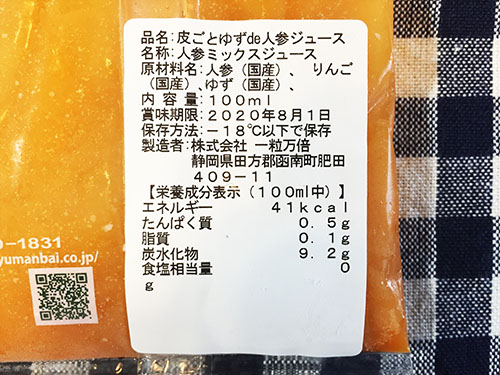 品名:皮ごとゆずde人参ジュース
名称:人参ミックスジュース
原材料名:人参(国産)、りんご
(国産)、ゆず(国産)、
内容量:100ml
賞味期限:2020年8月1日
保存方法:-18℃以下で保存
製造者:株式会社 一粒万倍
静岡県田方郡函南町肥田
409-11
【栄養成分表示(100ml中)】
エネルギー 41kcal
たんぱく質 0.5g
脂質 0.1g
炭水化物 9.2g
食塩相当量 0
g
-1831
yumanbai.co.jp/